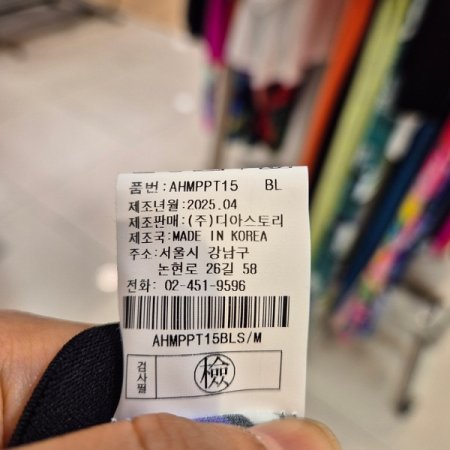 품번:AHMPPT15 BL
제조년월:2025.04
제조판매:(주)디아스토리
제조국:MADE IN KOREA
주소:서울시 강남구
논현로 26길 58
전화: 02-451-9596
AHMPPT15BLS/M
검사필 檢